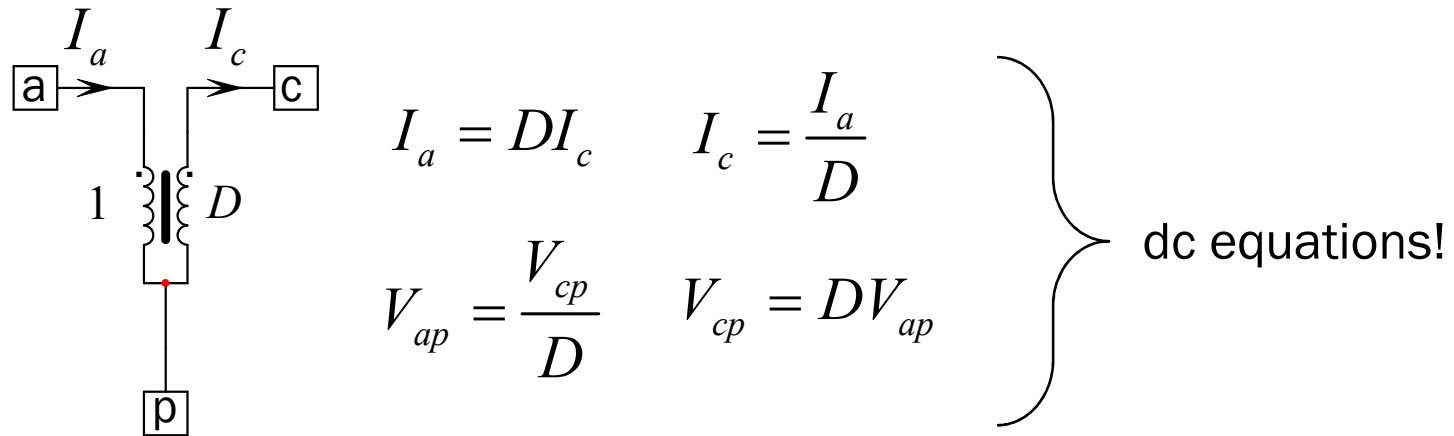 I_a I_c
a c
1 D
p
I_a = DI_c
I_c = I_a / D
V_ap = V_cp / D
V_cp = DV_ap
dc equations!